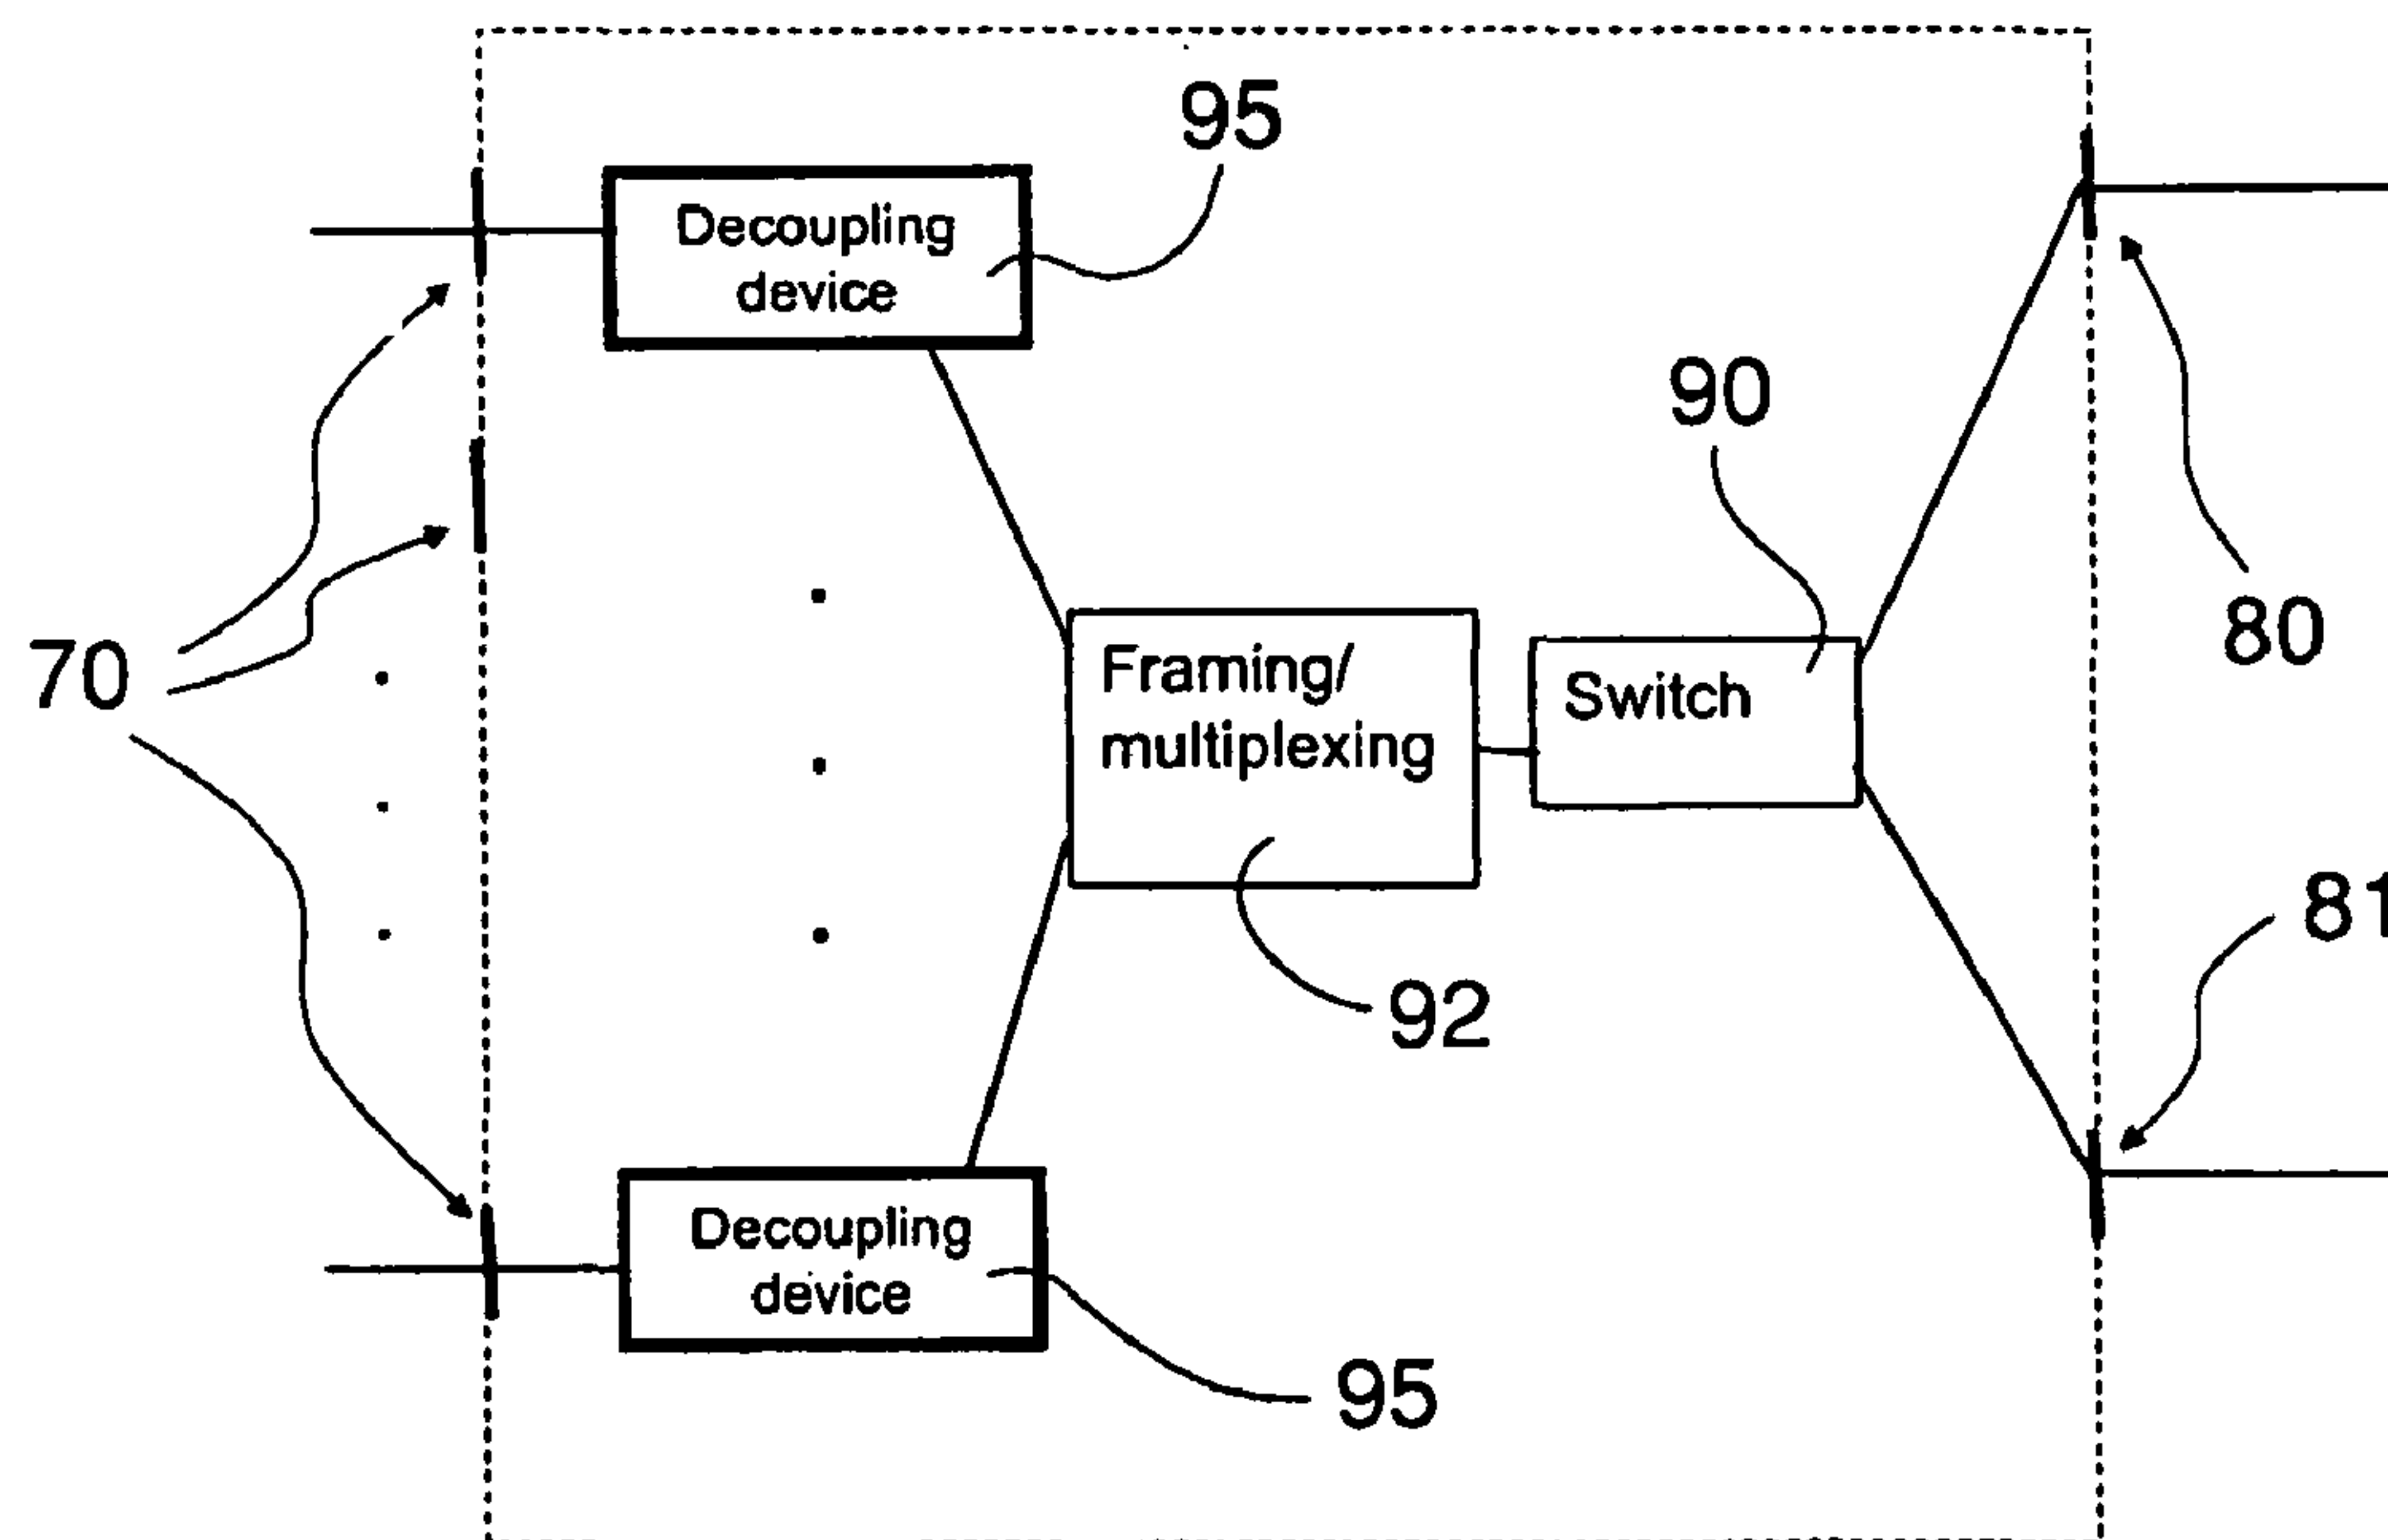 95
Decoupling
device
90
80
70
Framing/
multiplexing
Switch
81
92
Decoupling
device
95